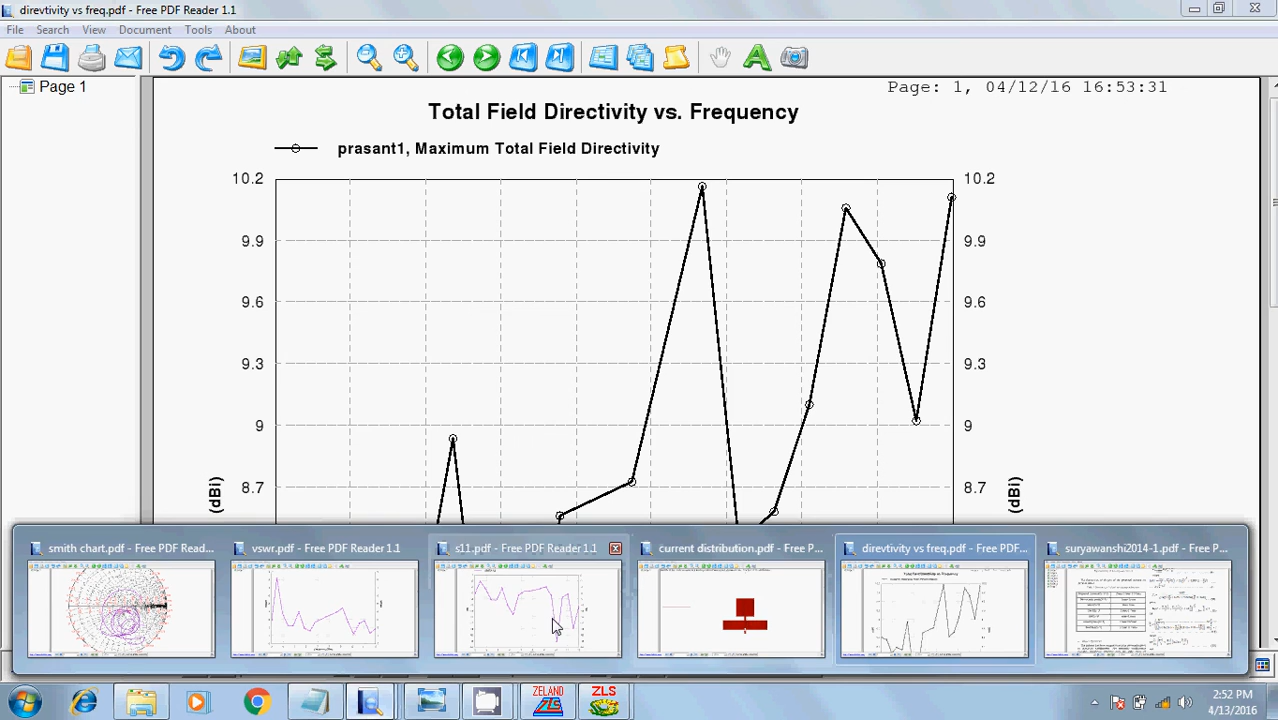 direvtivity vs freq.pdf - Free PDF Reader 1.1
File Search View Document Tools About
Page 1
Page: 1, 04/12/16 16:53:31
Total Field Directivity vs. Frequency
prasant1, Maximum Total Field Directivity
10.2 10.2
9.9 9.9
9.6 9.6
9.3 9.3
9 9
8.7 8.7
(dBi) (dBi)
smith chart.pdf - Free PDF Read...
vswr.pdf - Free PDF Reader 1.1
s11.pdf - Free PDF Reader 1.1
current distribution.pdf - Free P...
direvtivity vs freq.pdf - Free PDF...
suryawanshi2014-1.pdf - Free P...
ZELAND
ZLS
2:52 PM
4/13/2016